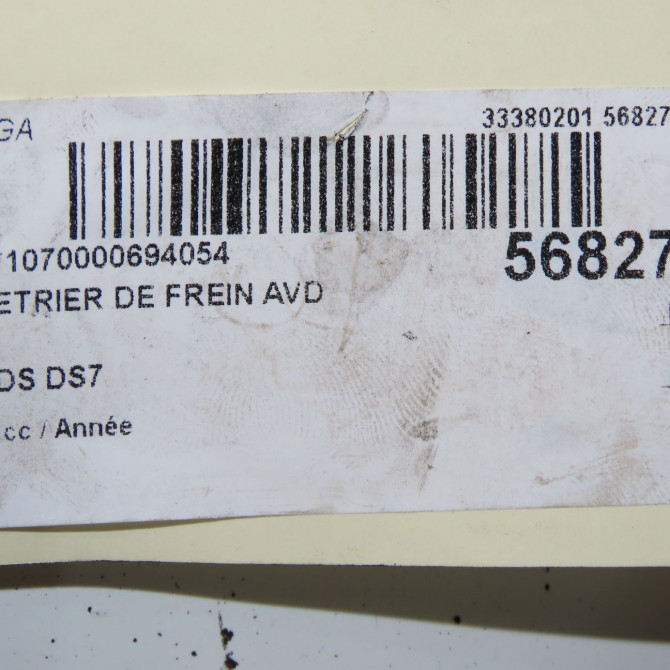 GA
33380201 56827
1070000694054
56827
ETRIER DE FREIN AVD
DS DS7
cc / Année